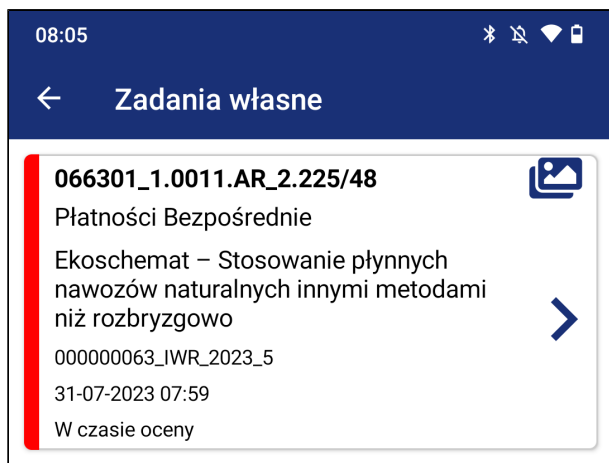 08:05
Zadania własne
066301_1.0011.AR_2.225/48
Płatności Bezpośrednie
Ekoschemat – Stosowanie płynnych
nawozów naturalnych innymi metodami
niż rozbryzgowo
000000063_IWR_2023_5
31-07-2023 07:59
W czasie oceny